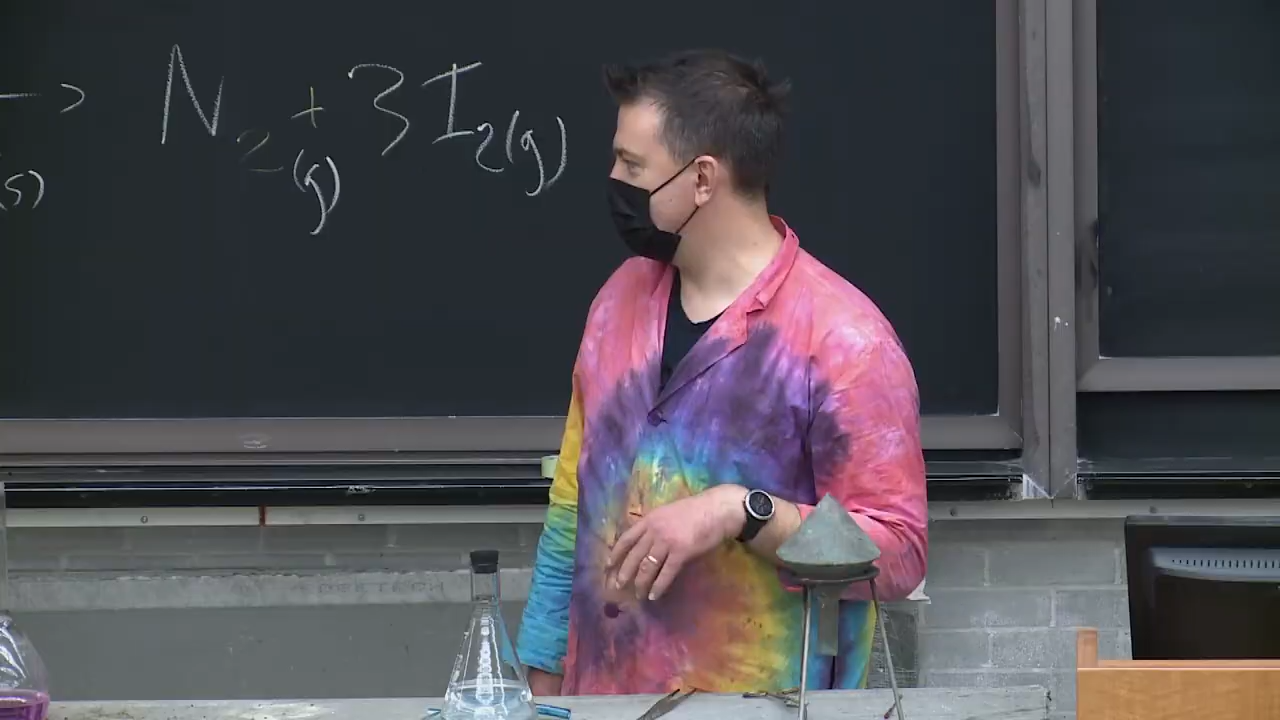 → N₂(g) + 3I₂(g)
(s)